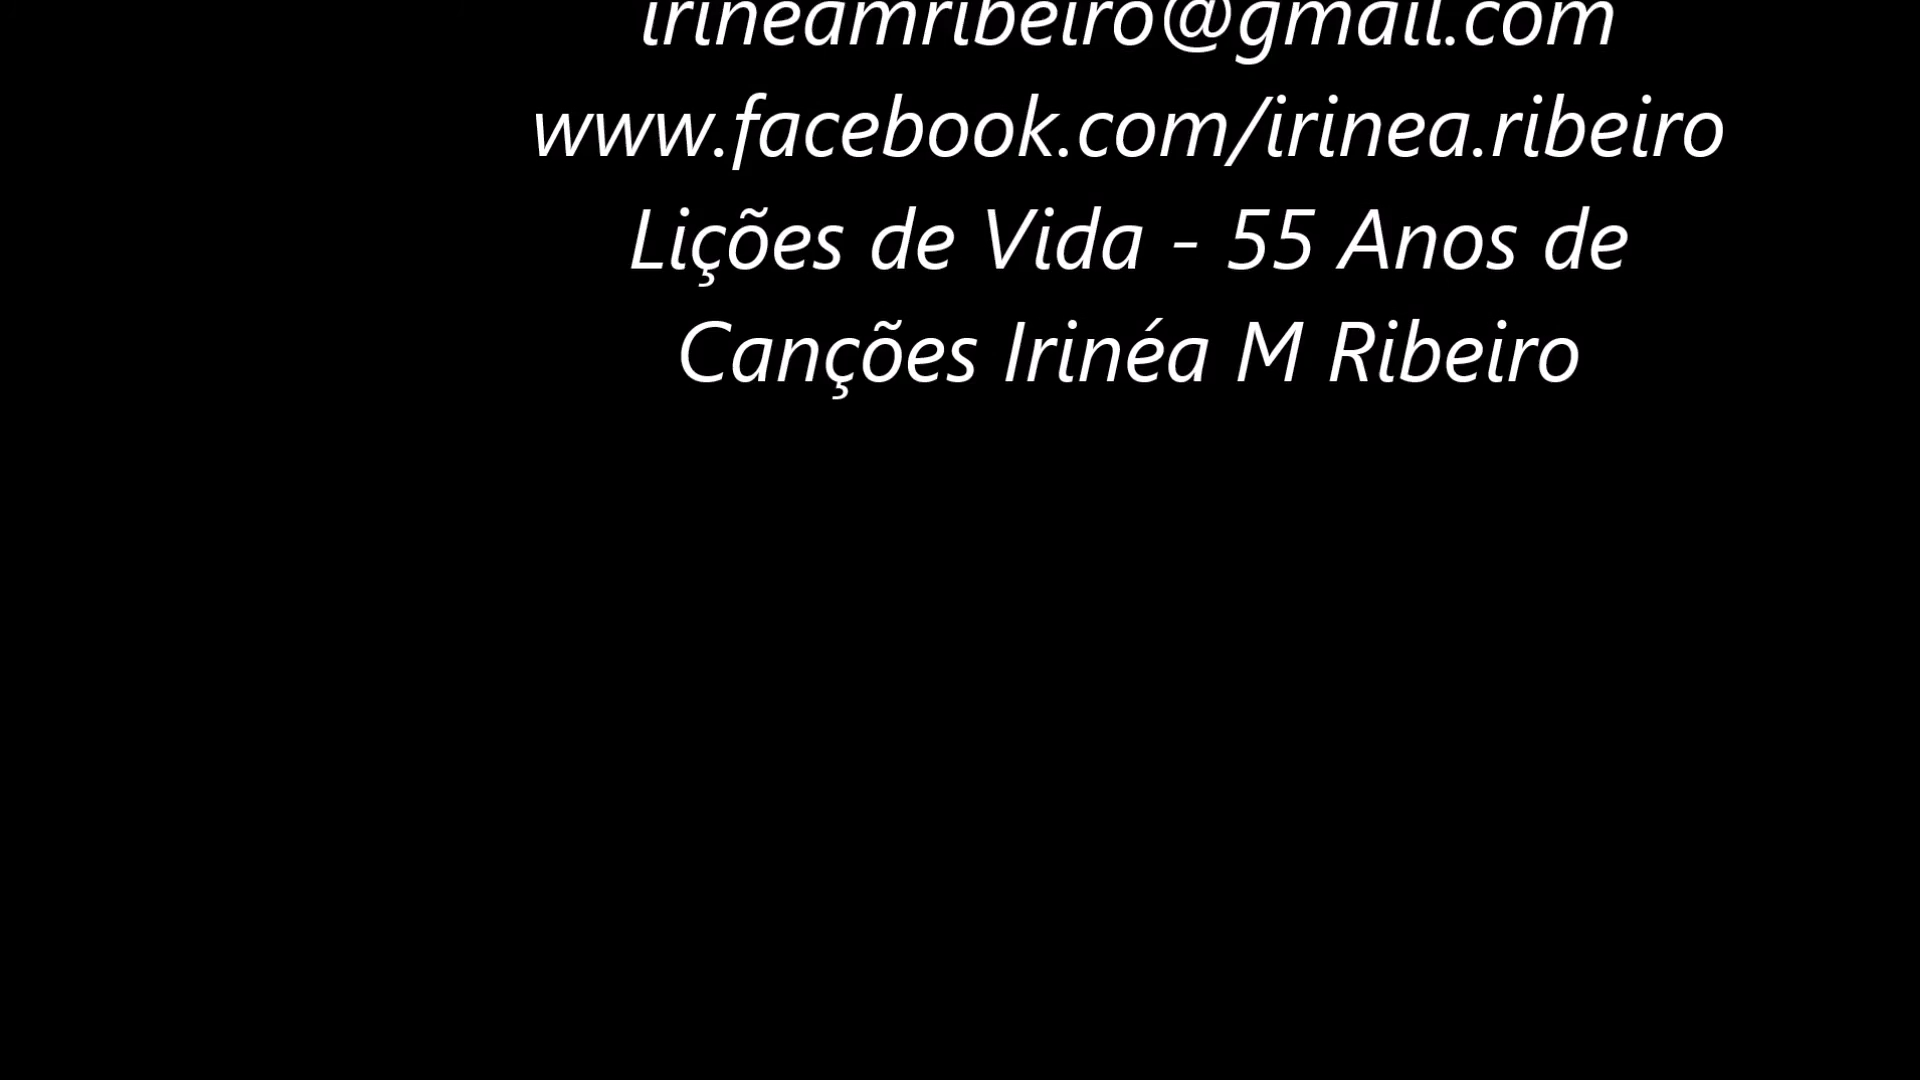 irineamribeiro@gmail.com
www.facebook.com/irinea.ribeiro
Lições de Vida - 55 Anos de
Canções Irinéa M Ribeiro